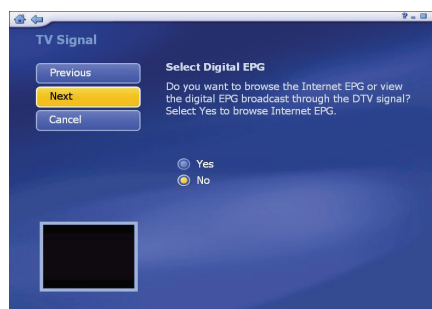 TV Signal
Previous
Next
Cancel
Select Digital EPG
Do you want to browse the Internet EPG or view
the digital EPG broadcast through the DTV signal?
Select Yes to browse Internet EPG.
Yes
No